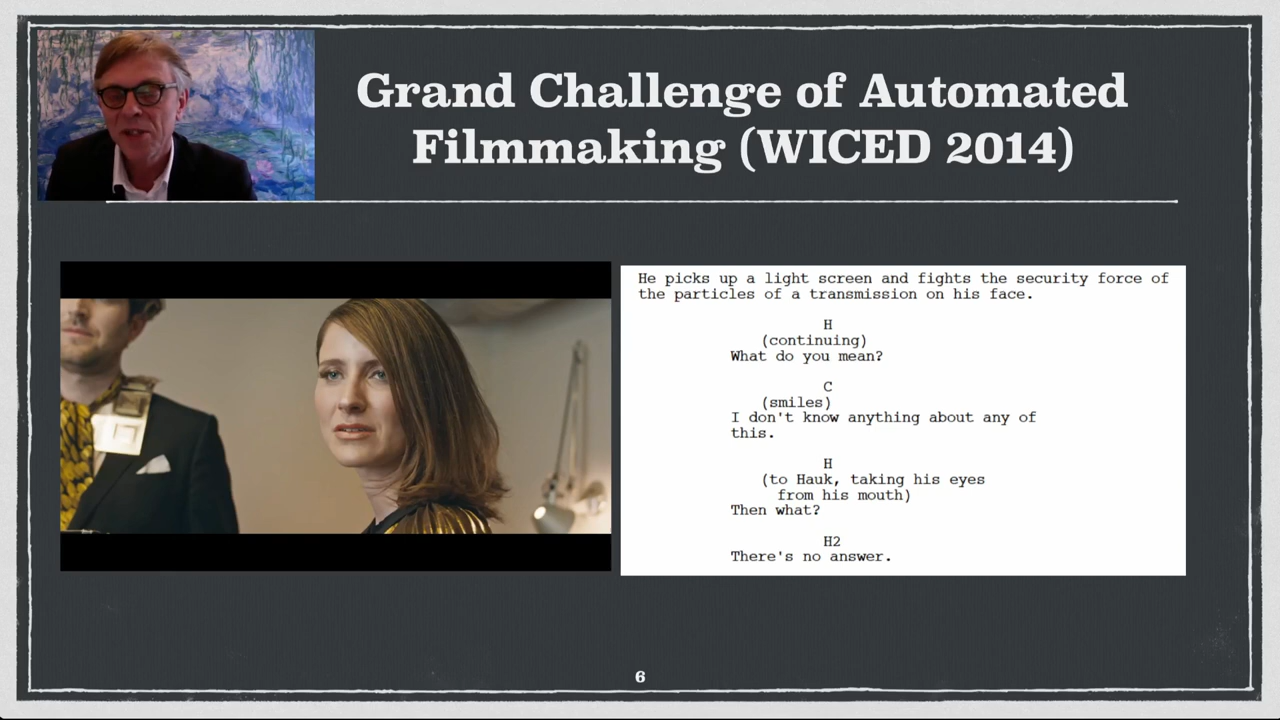 Grand Challenge of Automated
Filmmaking (WICED 2014)
He picks up a light screen and fights the security force of
the particles of a transmission on his face.
H
(continuing)
What do you mean?
C
(smiles)
I don't know anything about any of
this.
H
(to Hauk, taking his eyes
from his mouth)
Then what?
H2
There's no answer.
6